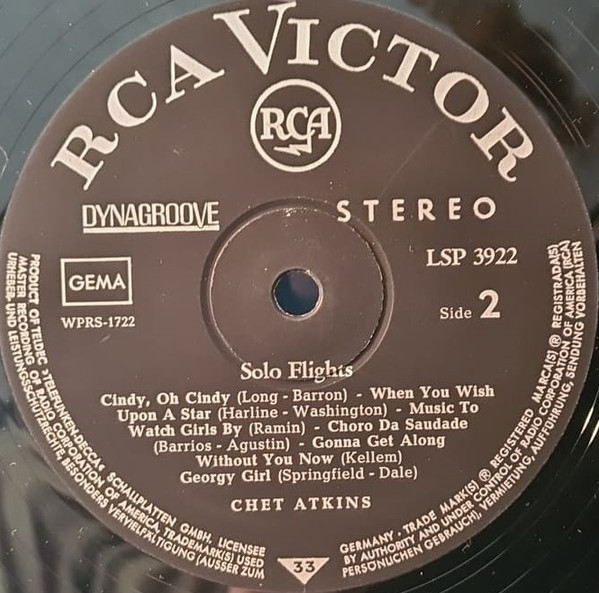 RCA VICTOR
RCA
DYNAGROOVE
STEREO
GEMA
LSP 3922
WPRS-1722
Side 2
Solo Flights
Cindy, Oh Cindy (Long - Barron) - When You Wish
Upon A Star (Harline - Washington) - Music To
Watch Girls By (Ramin) - Choro Da Saudade
(Barrios - Agustin) - Gonna Get Along
Without You Now (Kellem)
Georgy Girl (Springfield - Dale)
CHET ATKINS
33
PRODUCT OF TELDEC »TELEFUNKEN-DECCA« SCHALLPLATTEN GMBH, LICENSEE
MASTER RECORDING OF RADIO CORPORATION OF AMERICA, TRADEMARK(S) USED
URHEBER- UND LEISTUNGSSCHUTZRECHTE, BESONDERS VERVIELFÄLTIGUNG (AUSSER ZUM
GERMANY · TRADE MARK(S) ® REGISTERED MARCA(S) ® REGISTRADA(S)
BY AUTHORITY AND UNDER CONTROL OF RADIO CORPORATION OF AMERICA (RCA)
PERSÖNLICHEN GEBRAUCH), VERMIETUNG, AUFFÜHRUNG, SENDUNG VORBEHALTEN